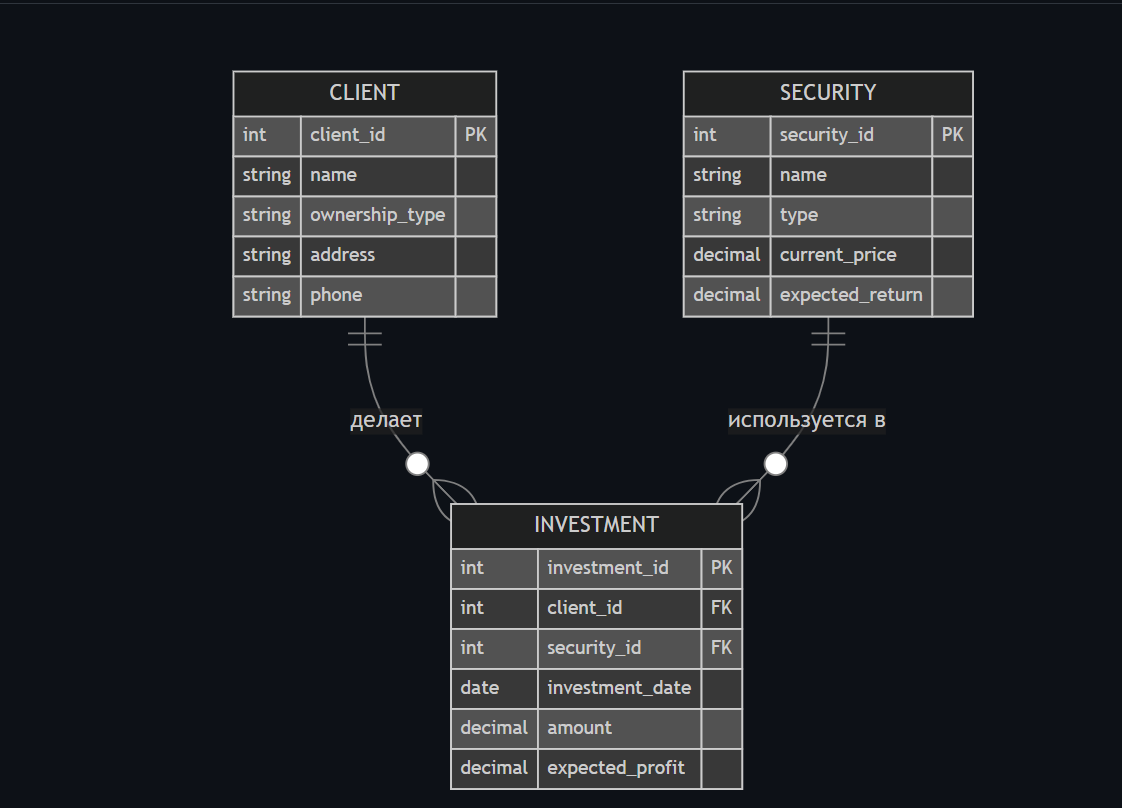 CLIENT
int client_id PK
string name
string ownership_type
string address
string phone
SECURITY
int security_id PK
string name
string type
decimal current_price
decimal expected_return
делает
используется в
INVESTMENT
int investment_id PK
int client_id FK
int security_id FK
date investment_date
decimal amount
decimal expected_profit